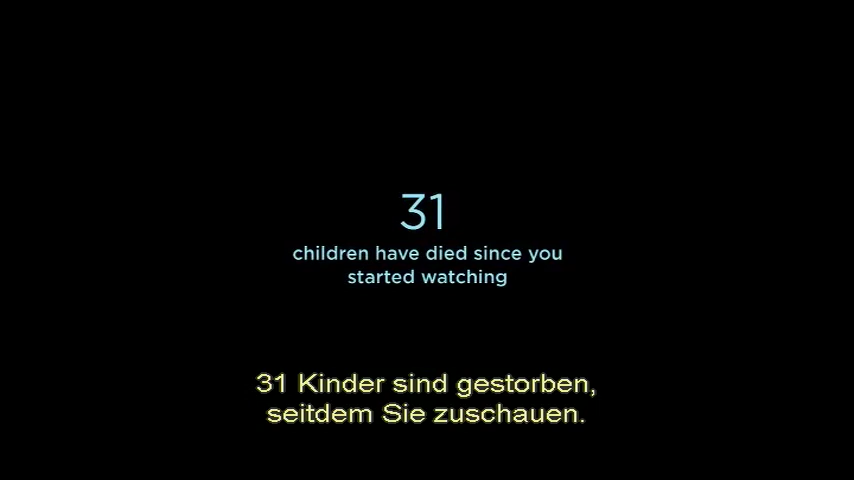 31
children have died since you
started watching
31 Kinder sind gestorben,
seitdem Sie zuschauen.